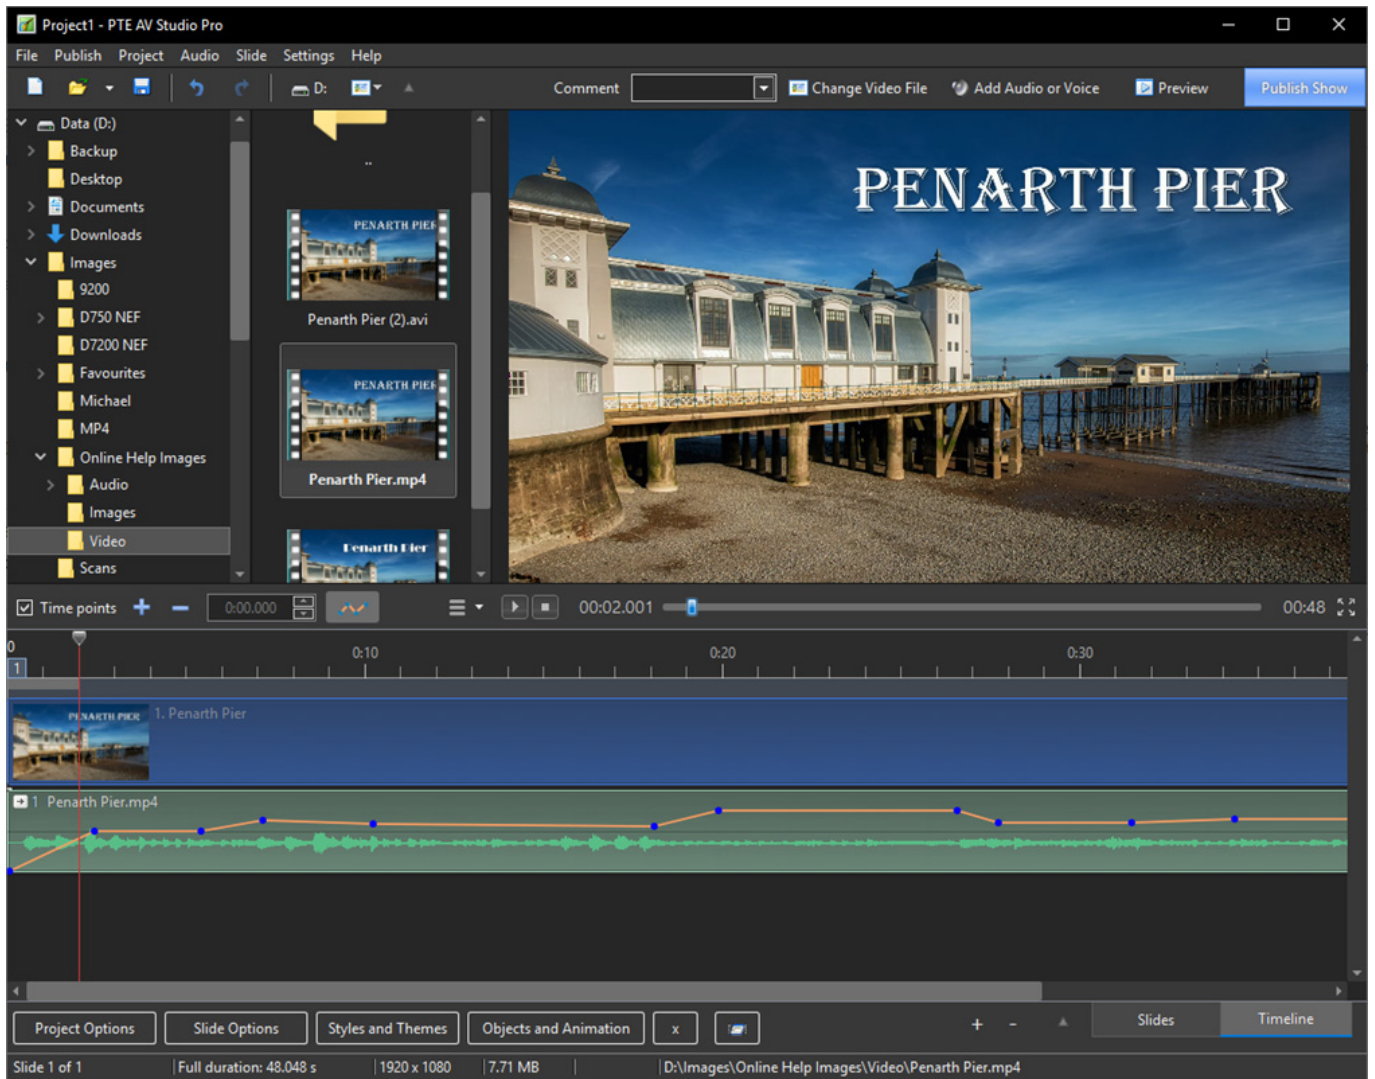 Project1 - PTE AV Studio Pro
File Publish Project Audio Slide Settings Help
D: Comment Change Video File Add Audio or Voice Preview Publish Show
Data (D:)
Backup
Desktop
Documents
Downloads
Images
9200
D750 NEF
D7200 NEF
Favourites
Michael
MP4
Online Help Images
Audio
Images
Video
Scans
..
PENARTH PIER
Penarth Pier (2).avi
PENARTH PIER
Penarth Pier.mp4
Penarth Pier
PENARTH PIER
Time points 0:00.000 00:02.001 00:48
0 0:10 0:20 0:30
1
PENARTH PIER 1. Penarth Pier
1 Penarth Pier.mp4
Project Options Slide Options Styles and Themes Objects and Animation x + - Slides Timeline
Slide 1 of 1 Full duration: 48.048 s 1920 x 1080 7.71 MB D:\Images\Online Help Images\Video\Penarth Pier.mp4